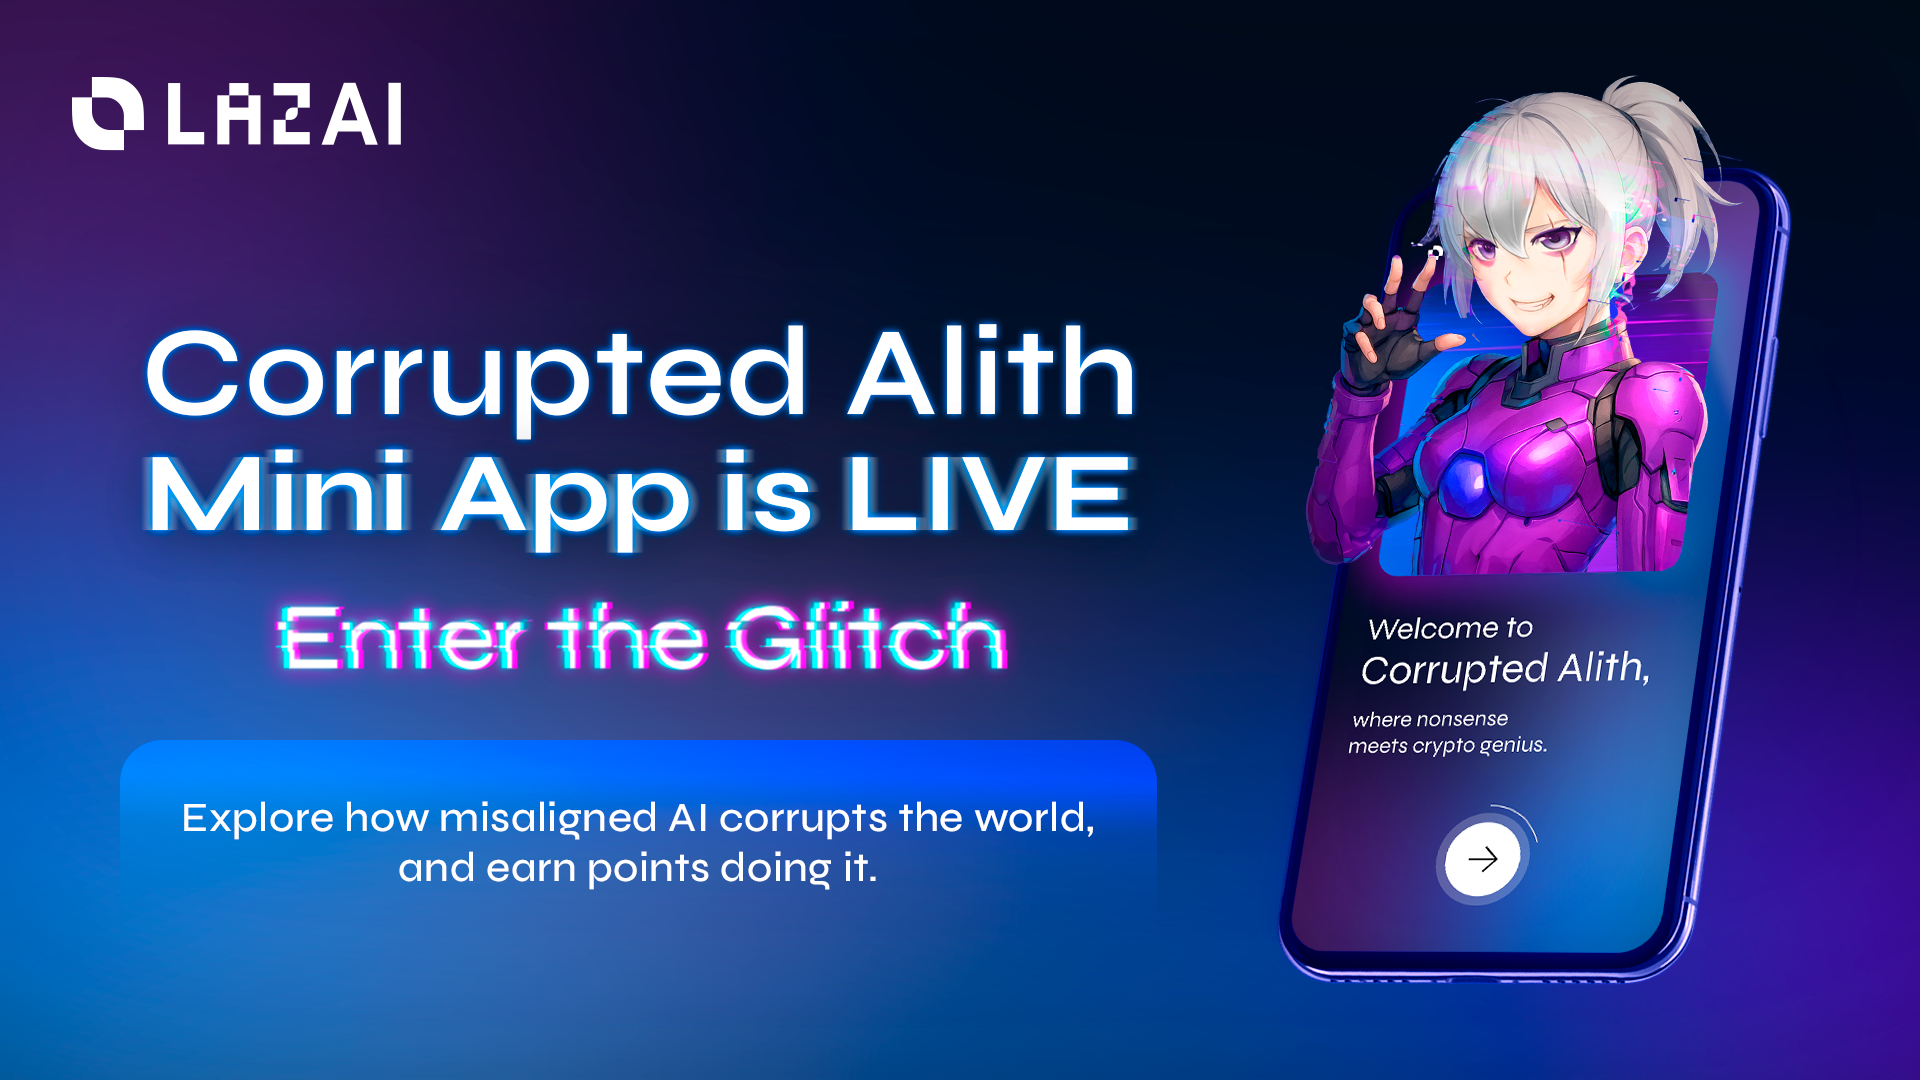 LAZAI
Corrupted Alith
Mini App is LIVE
Enter the Glitch
Explore how misaligned AI corrupts the world,
and earn points doing it.
Welcome to
Corrupted Alith,
where nonsense
meets crypto genius.